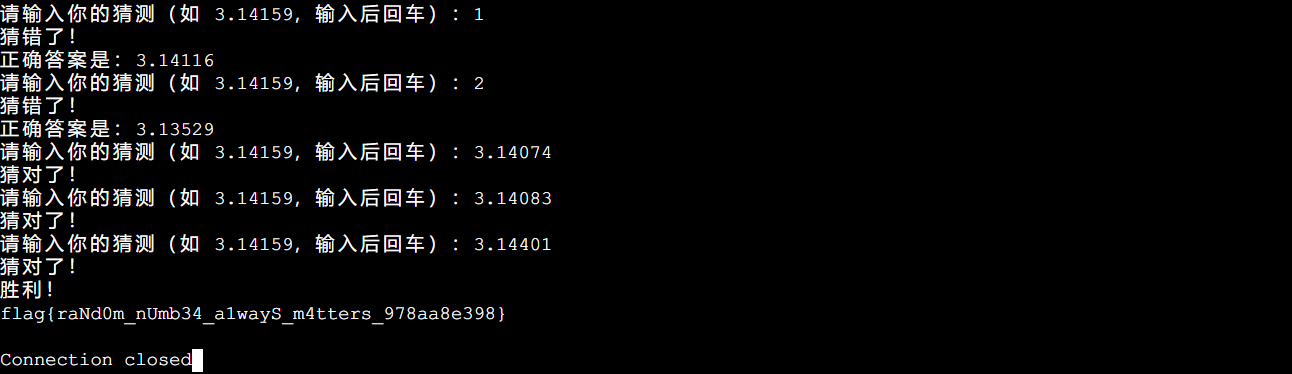 请输入你的猜测（如 3.14159，输入后回车）：1
猜错了！
正确答案是：3.14116
请输入你的猜测（如 3.14159，输入后回车）：2
猜错了！
正确答案是：3.13529
请输入你的猜测（如 3.14159，输入后回车）：3.14074
猜对了！
请输入你的猜测（如 3.14159，输入后回车）：3.14083
猜对了！
请输入你的猜测（如 3.14159，输入后回车）：3.14401
猜对了！
胜利！
flag{raNd0m_nUmb34_a1wayS_m4tters_978aa8e398}
Connection closed